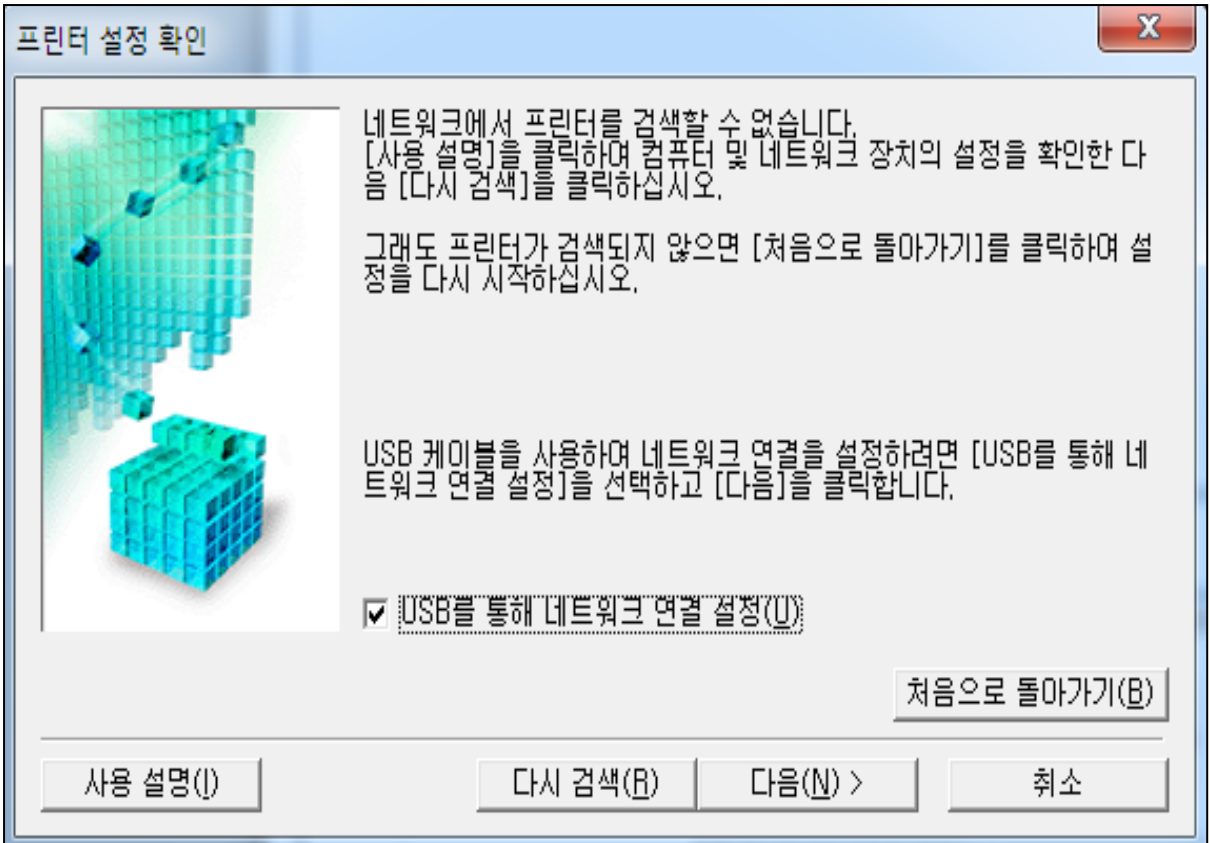 프린터 설정 확인
네트워크에서 프린터를 검색할 수 없습니다.
[사용 설명]을 클릭하여 컴퓨터 및 네트워크 장치의 설정을 확인한 다
음 [다시 검색]을 클릭하십시오.
그래도 프린터가 검색되지 않으면 [처음으로 돌아가기]를 클릭하여 설
정을 다시 시작하십시오.
USB 케이블을 사용하여 네트워크 연결을 설정하려면 [USB를 통해 네
트워크 연결 설정]을 선택하고 [다음]을 클릭합니다.
USB를 통해 네트워크 연결 설정(U)
처음으로 돌아가기(B)
사용 설명(I) 다시 검색(R) 다음(N) > 취소